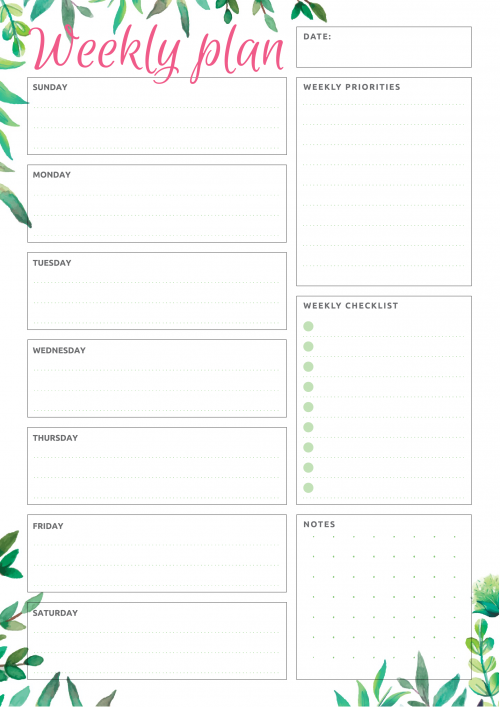 Weekly plan
DATE:
SUNDAY
MONDAY
TUESDAY
WEDNESDAY
THURSDAY
FRIDAY
SATURDAY
WEEKLY PRIORITIES
WEEKLY CHECKLIST
NOTES